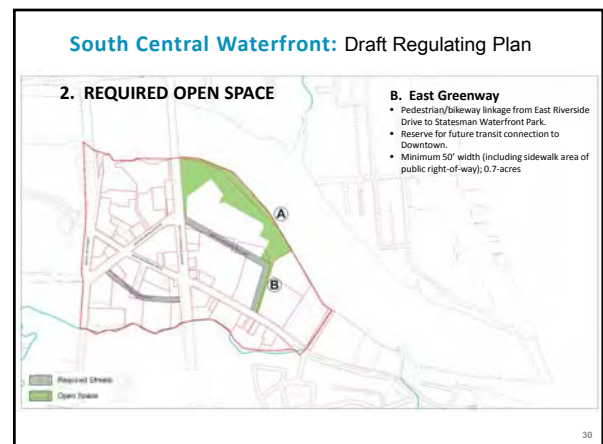 South Central Waterfront: Draft Regulating Plan
2. REQUIRED OPEN SPACE
B. East Greenway
• Pedestrian/bikeway linkage from East Riverside
Drive to Statesman Waterfront Park.
• Reserve for future transit connection to
Downtown.
• Minimum 50' width (including sidewalk area of
public right-of-way); 0.7-acres
A
B
Required Streets
Open Space
30